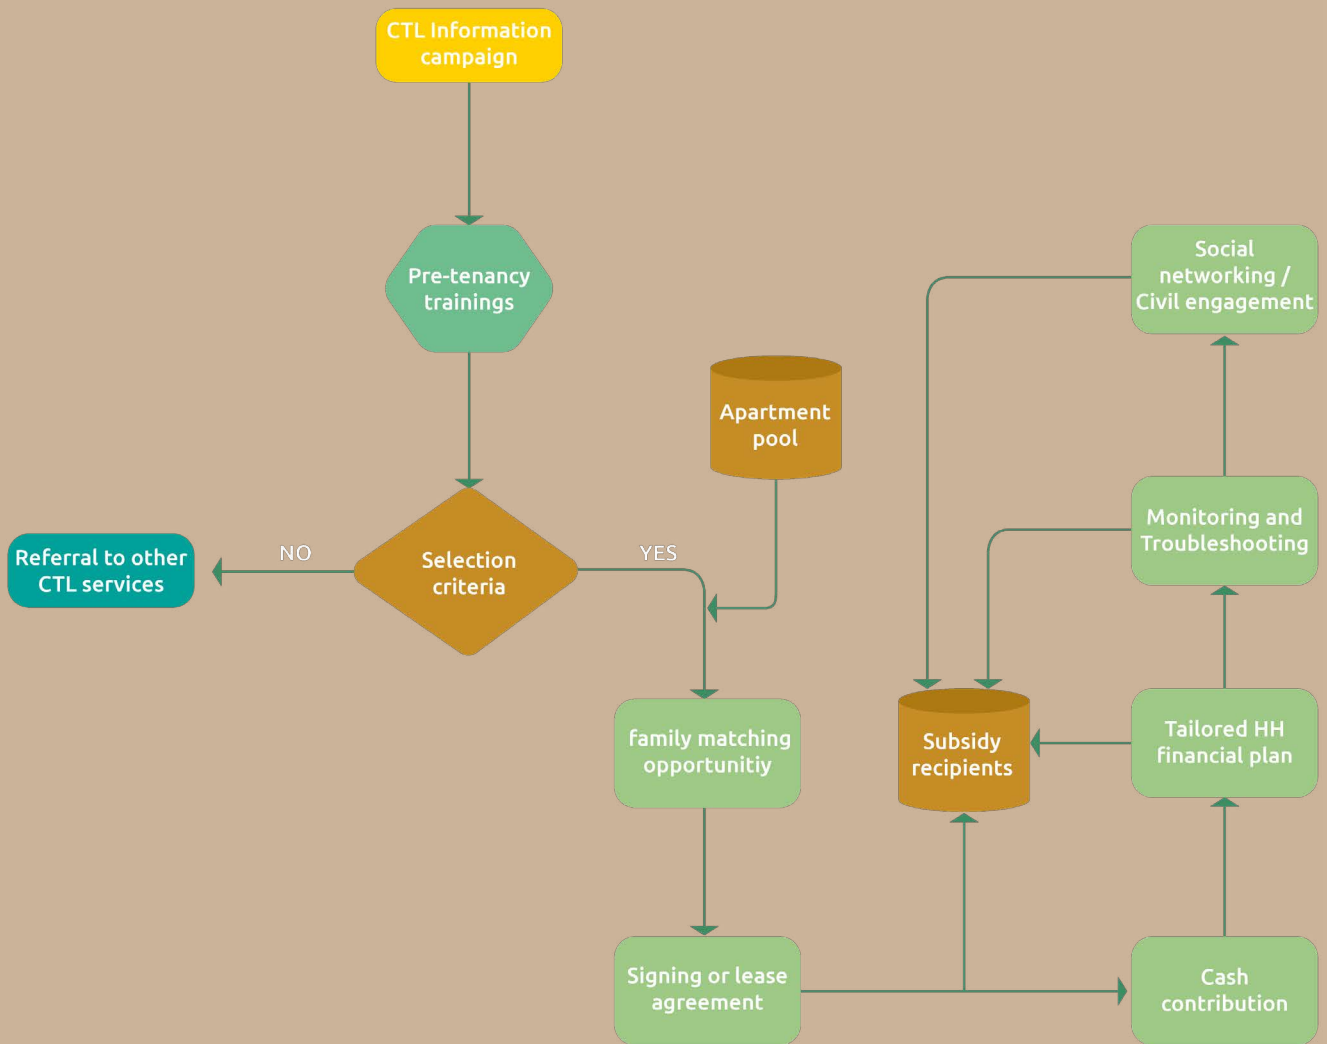 CTL Information
campaign
Pre-tenancy
trainings
Selection
criteria
NO
Referral to other
CTL services
YES
Apartment
pool
family matching
opportunitiy
Signing or lease
agreement
Subsidy
recipients
Cash
contribution
Tailored HH
financial plan
Monitoring and
Troubleshooting
Social
networking /
Civil engagement